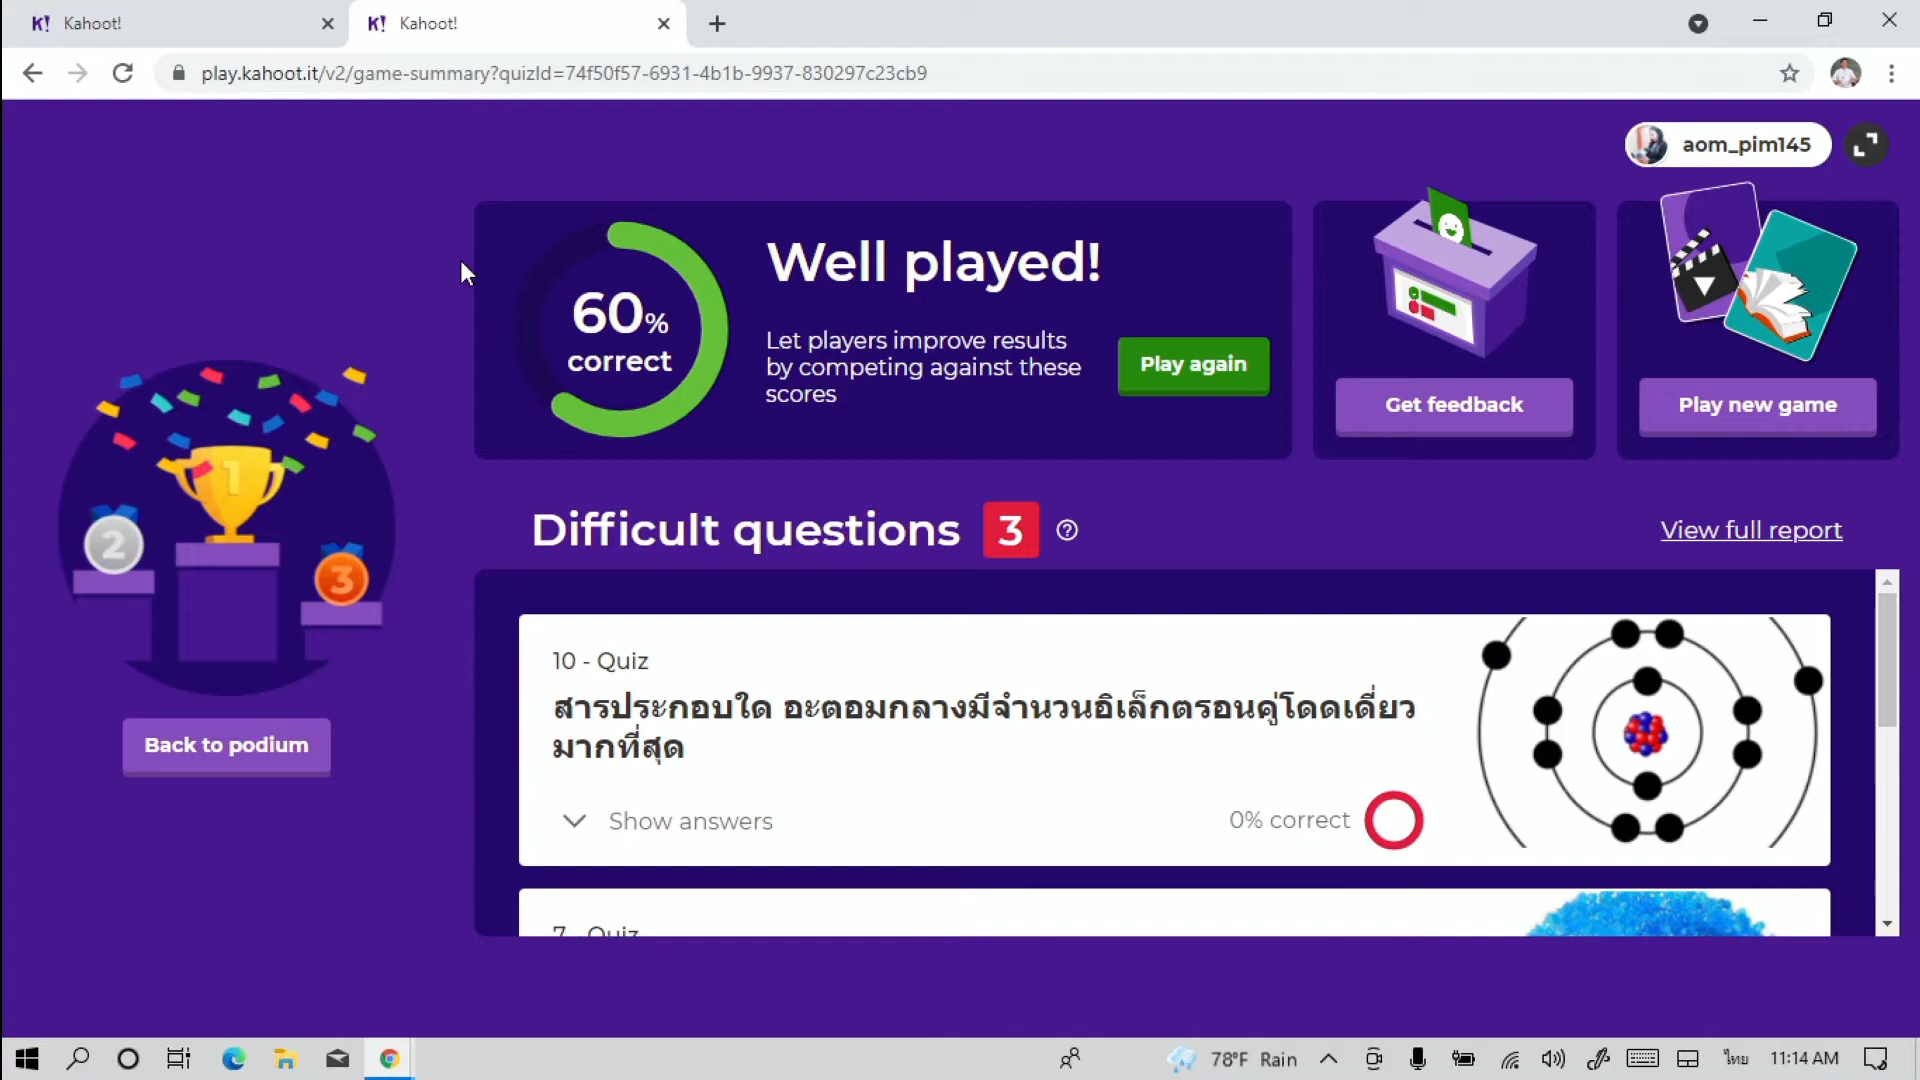 K! Kahoot!
K! Kahoot!
play.kahoot.it/v2/game-summary?quizId=74f50f57-6931-4b1b-9937-830297c23cb9
aom_pim145
60%
correct
Well played!
Let players improve results
by competing against these
scores
Play again
Get feedback
Play new game
1
2
3
Back to podium
Difficult questions 3
View full report
10 - Quiz
สารประกอบใด อะตอมกลางมีจำนวนอิเล็กตรอนคู่โดดเดี่ยว
มากที่สุด
Show answers
0% correct
7 - Quiz
78°F Rain
ไทย
11:14 AM